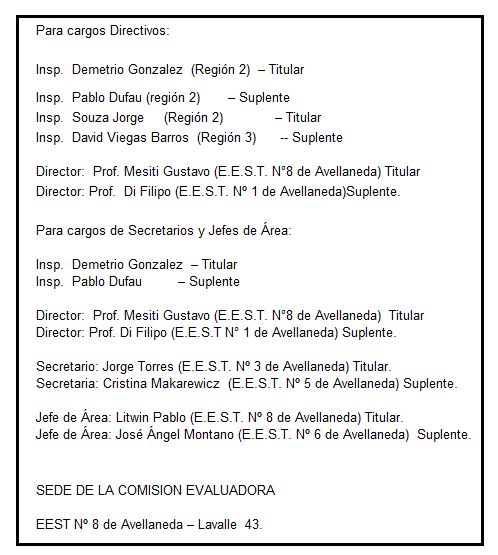 Para cargos Directivos:
Insp. Demetrio Gonzalez (Región 2) – Titular
Insp. Pablo Dufau (región 2) – Suplente
Insp. Souza Jorge (Región 2) – Titular
Insp. David Viegas Barros (Región 3) -- Suplente
Director: Prof. Mesiti Gustavo (E.E.S.T. N°8 de Avellaneda) Titular
Director: Prof. Di Filipo (E.E.S.T. Nº 1 de Avellaneda)Suplente.
Para cargos de Secretarios y Jefes de Área:
Insp. Demetrio Gonzalez – Titular
Insp. Pablo Dufau – Suplente
Director: Prof. Mesiti Gustavo (E.E.S.T. N°8 de Avellaneda) Titular
Director: Prof. Di Filipo (E.E.S.T N° 1 de Avellaneda) Suplente.
Secretario: Jorge Torres (E.E.S.T. Nº 3 de Avellaneda) Titular.
Secretaria: Cristina Makarewicz (E.E.S.T. Nº 5 de Avellaneda) Suplente.
Jefe de Área: Litwin Pablo (E.E.S.T. Nº 8 de Avellaneda) Titular.
Jefe de Área: José Ángel Montano (E.E.S.T. Nº 6 de Avellaneda) Suplente.
SEDE DE LA COMISION EVALUADORA
EEST Nº 8 de Avellaneda – Lavalle 43.